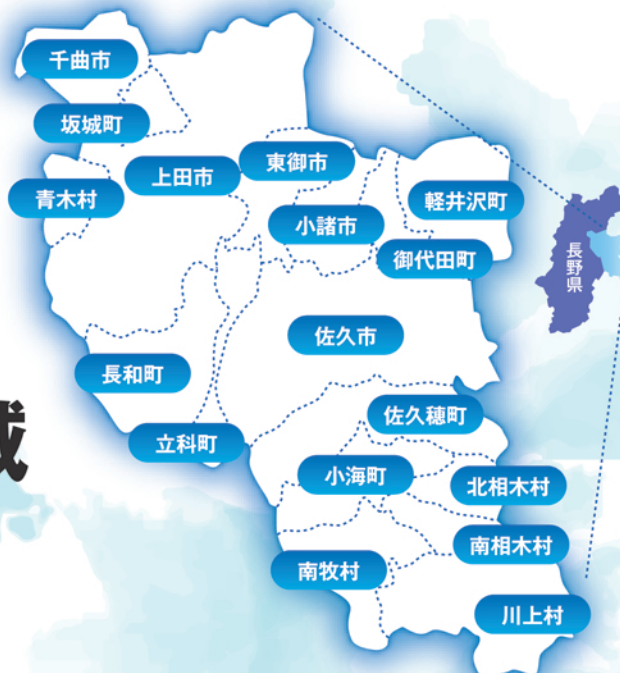 千曲市
坂城町
青木村
上田市
東御市
小諸市
軽井沢町
御代田町
長野県
佐久市
長和町
立科町
佐久穂町
小海町
北相木村
南相木村
南牧村
川上村
域